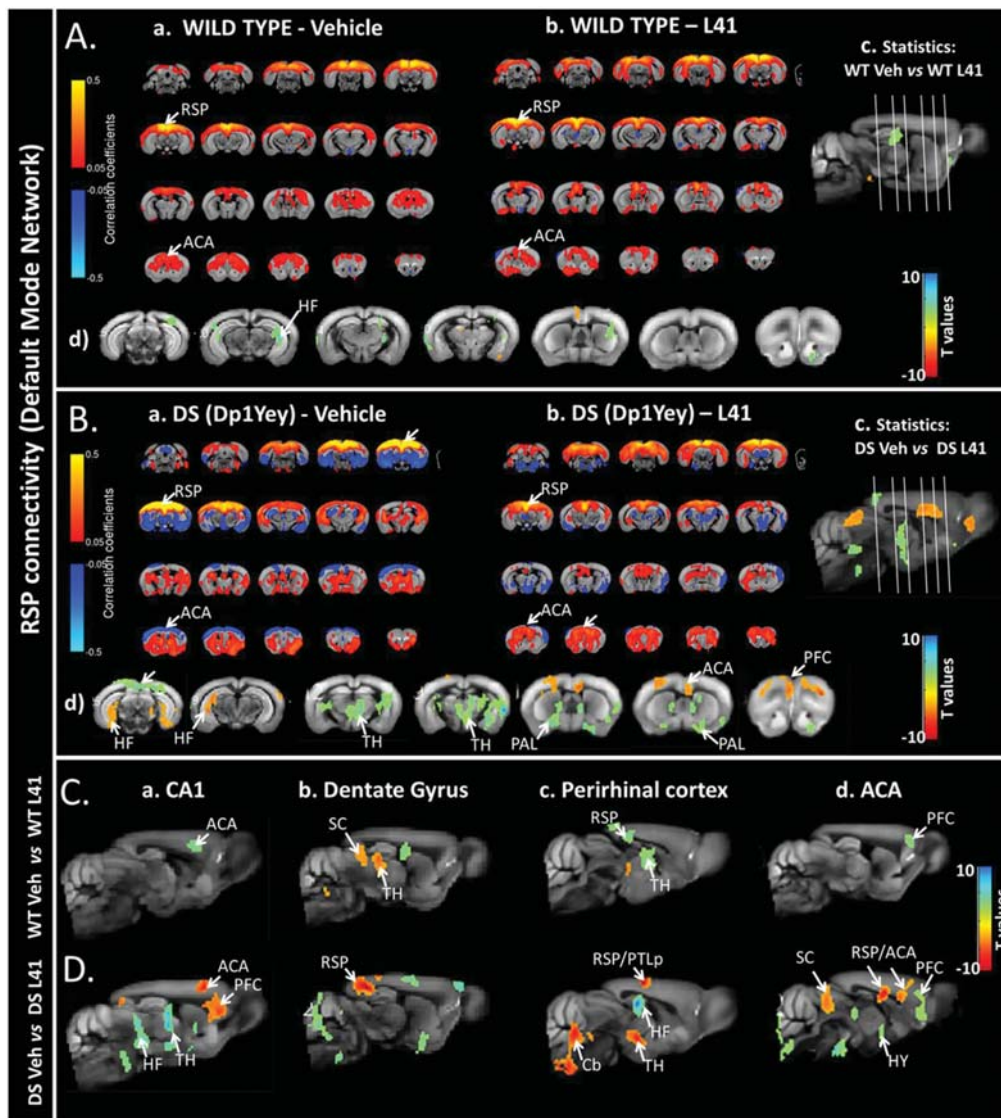 RSP connectivity (Default Mode Network)
A.
a. WILD TYPE - Vehicle
b. WILD TYPE – L41
c. Statistics:
WT Veh vs WT L41
0.5
0.05
-0.05
-0.5
Correlation coefficients
RSP
RSP
ACA
ACA
10
-10
T values
d)
HF
B.
a. DS (Dp1Yey) - Vehicle
b. DS (Dp1Yey) – L41
c. Statistics:
DS Veh vs DS L41
0.5
0.05
-0.05
-0.5
Correlation coefficients
RSP
RSP
ACA
ACA
10
-10
T values
d)
HF
HF
TH
TH
PAL
ACA
PAL
PFC
WT Veh vs WT L41
C.
a. CA1
b. Dentate Gyrus
c. Perirhinal cortex
d. ACA
ACA
SC
TH
RSP
TH
PFC
10
-10
T values
DS Veh vs DS L41
D.
ACA
PFC
HF
TH
RSP
RSP/PTLp
HF
Cb
TH
SC
RSP/ACA
PFC
HY